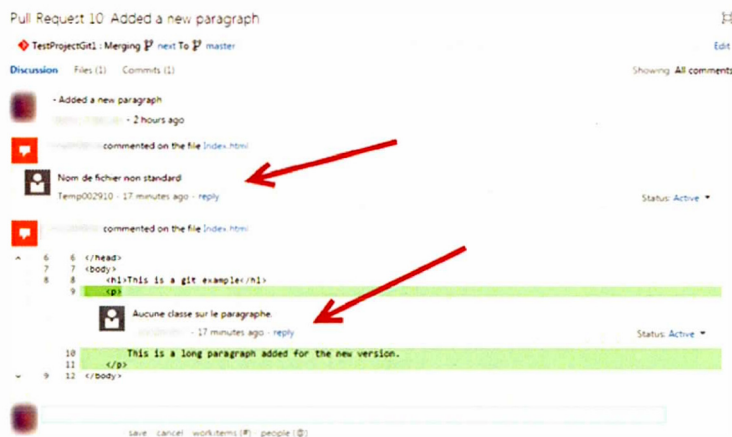 Pull Request 10 Added a new paragraph
TestProjectGit1 : Merging next To master Edit
Discussion Files (1) Commits (1) Showing All comments
- Added a new paragraph
- 2 hours ago
commented on the file Index.html
Nom de fichier non standard
Temp002910 - 17 minutes ago - reply Status: Active
commented on the file Index.html
6 6 </head>
7 7 <body>
8 8 <h1>This is a git example</h1>
9 <p>
Aucune classe sur le paragraphe.
- 17 minutes ago - reply Status: Active
10 This is a long paragraph added for the new version.
11 </p>
9 12 </body>
save cancel workitems (#) - people (@)